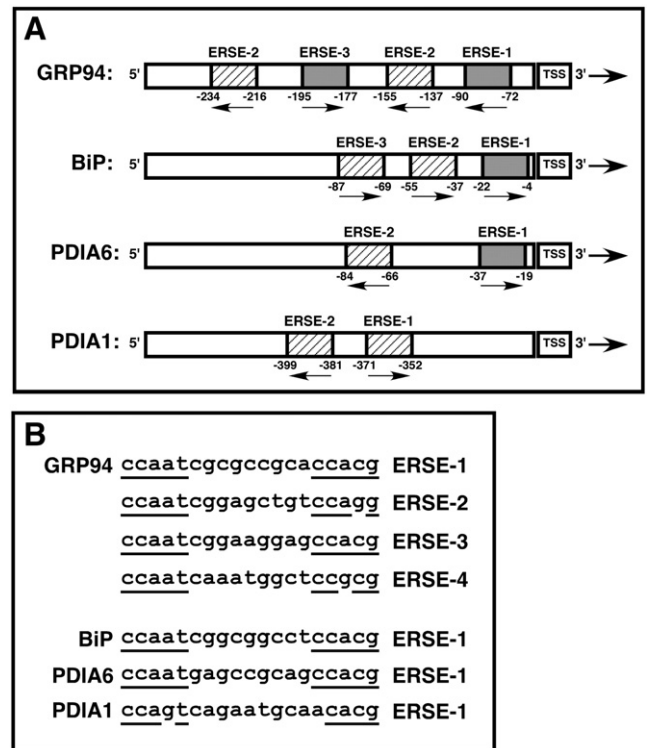 A
ERSE-2 ERSE-3 ERSE-2 ERSE-1
GRP94: 5' TSS 3'
-234 -216 -195 -177 -155 -137 -90 -72
ERSE-3 ERSE-2 ERSE-1
BiP: 5' TSS 3'
-87 -69 -55 -37 -22 -4
ERSE-2 ERSE-1
PDIA6: 5' TSS 3'
-84 -66 -37 -19
ERSE-2 ERSE-1
PDIA1: 5' TSS 3'
-399 -381 -371 -352
B
GRP94 ccaatcgcgccgcaccacg ERSE-1
ccaatcggagctgtccagg ERSE-2
ccaatcggaaggagccacg ERSE-3
ccaatcaaatggctccgcg ERSE-4
BiP ccaatcggcggcctccacg ERSE-1
PDIA6 ccaatgagccgcagccacg ERSE-1
PDIA1 ccagtcagaatgcaacacg ERSE-1